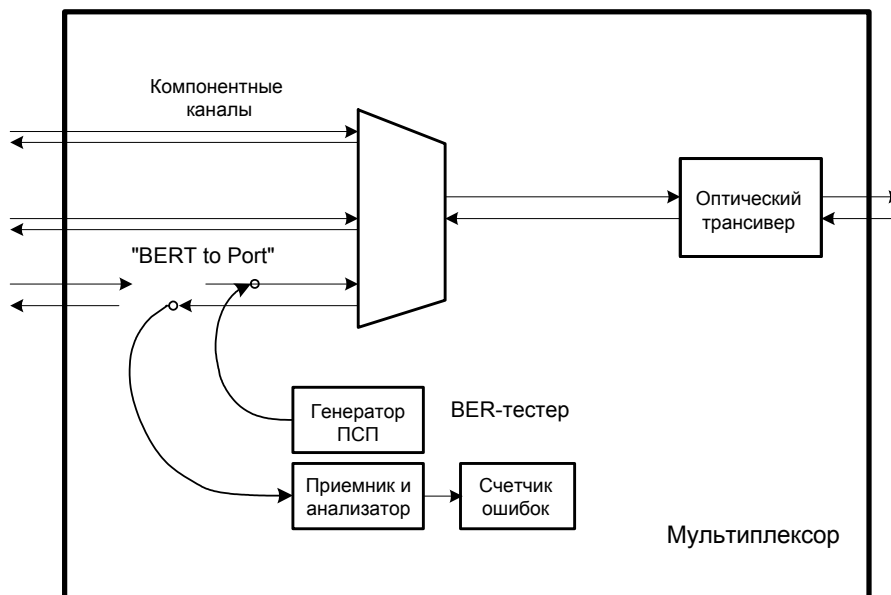 Компонентные
каналы
Оптический
трансивер
"BERT to Port"
Генератор
ПСП
BER-тестер
Приемник и
анализатор
Счетчик
ошибок
Мультиплексор